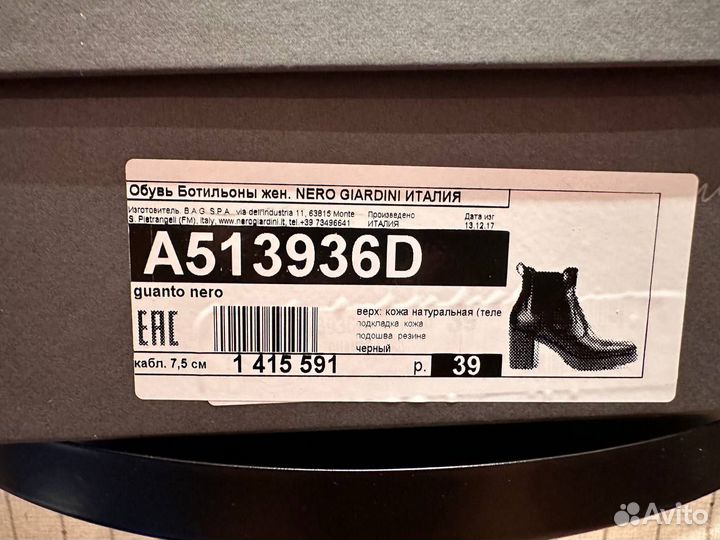 Обувь Ботильоны жен. NERO GIARDINI ИТАЛИЯ
Изготовитель. B.A.G. S.P.A., via dell'industria 11, 63815 Monte
S. Pietrangeli (FM), Italy, www.nerogiardini.it, tel +39 73496641
Произведено
ИТАЛИЯ
Дата изг
13.12.17
A513936D
guanto nero
EAC
верх: кожа натуральная (теле
подкладка кожа
подошва резина
черный
кабл. 7,5 см
1 415 591
р.
39
Avito